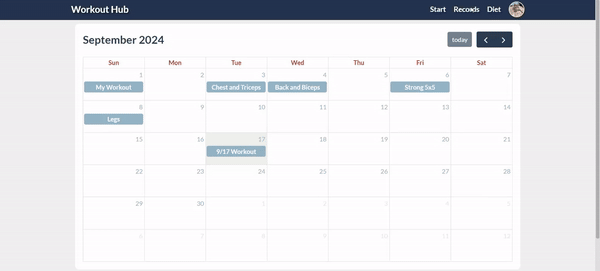 Workout Hub
Start Records Diet
September 2024
today
Sun Mon Tue Wed Thu Fri Sat
1 2 3 4 5 6 7
My Workout Chest and Triceps Back and Biceps Strong 5x5
8 9 10 11 12 13 14
Legs
15 16 17 18 19 20 21
9/17 Workout
22 23 24 25 26 27 28
29 30 1 2 3 4 5
6 7 8 9 10 11 12